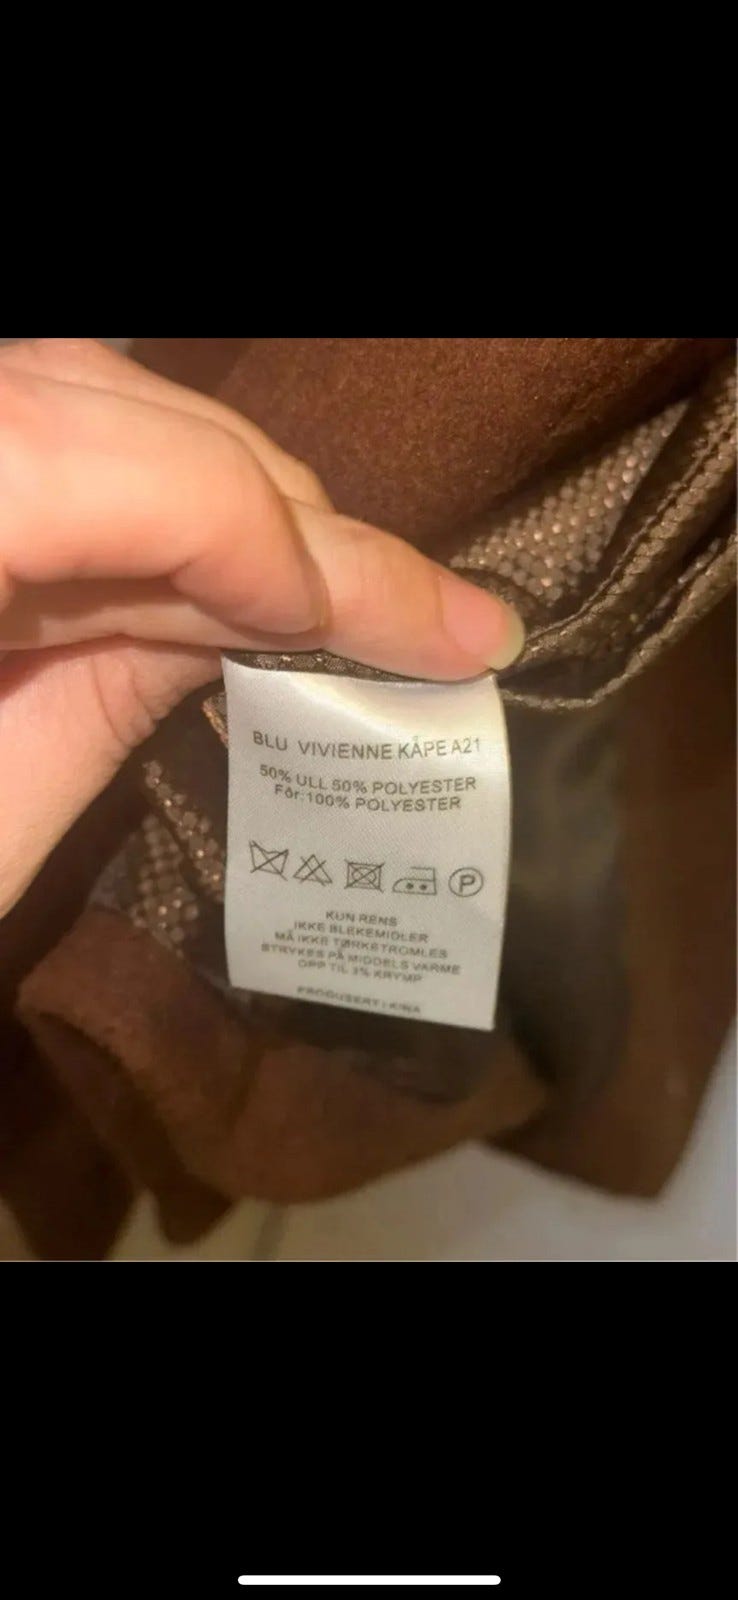 BLU VIVIENNE KÅPE A21
50% ULL 50% POLYESTER
Fôr:100% POLYESTER
P
KUN RENS
IKKE BLEKEMIDLER
MÅ IKKE TØRKETROMLES
STRYKES PÅ MIDDELS VARME
OPP TIL 3% KRYMP
PRODUSERT I KINA